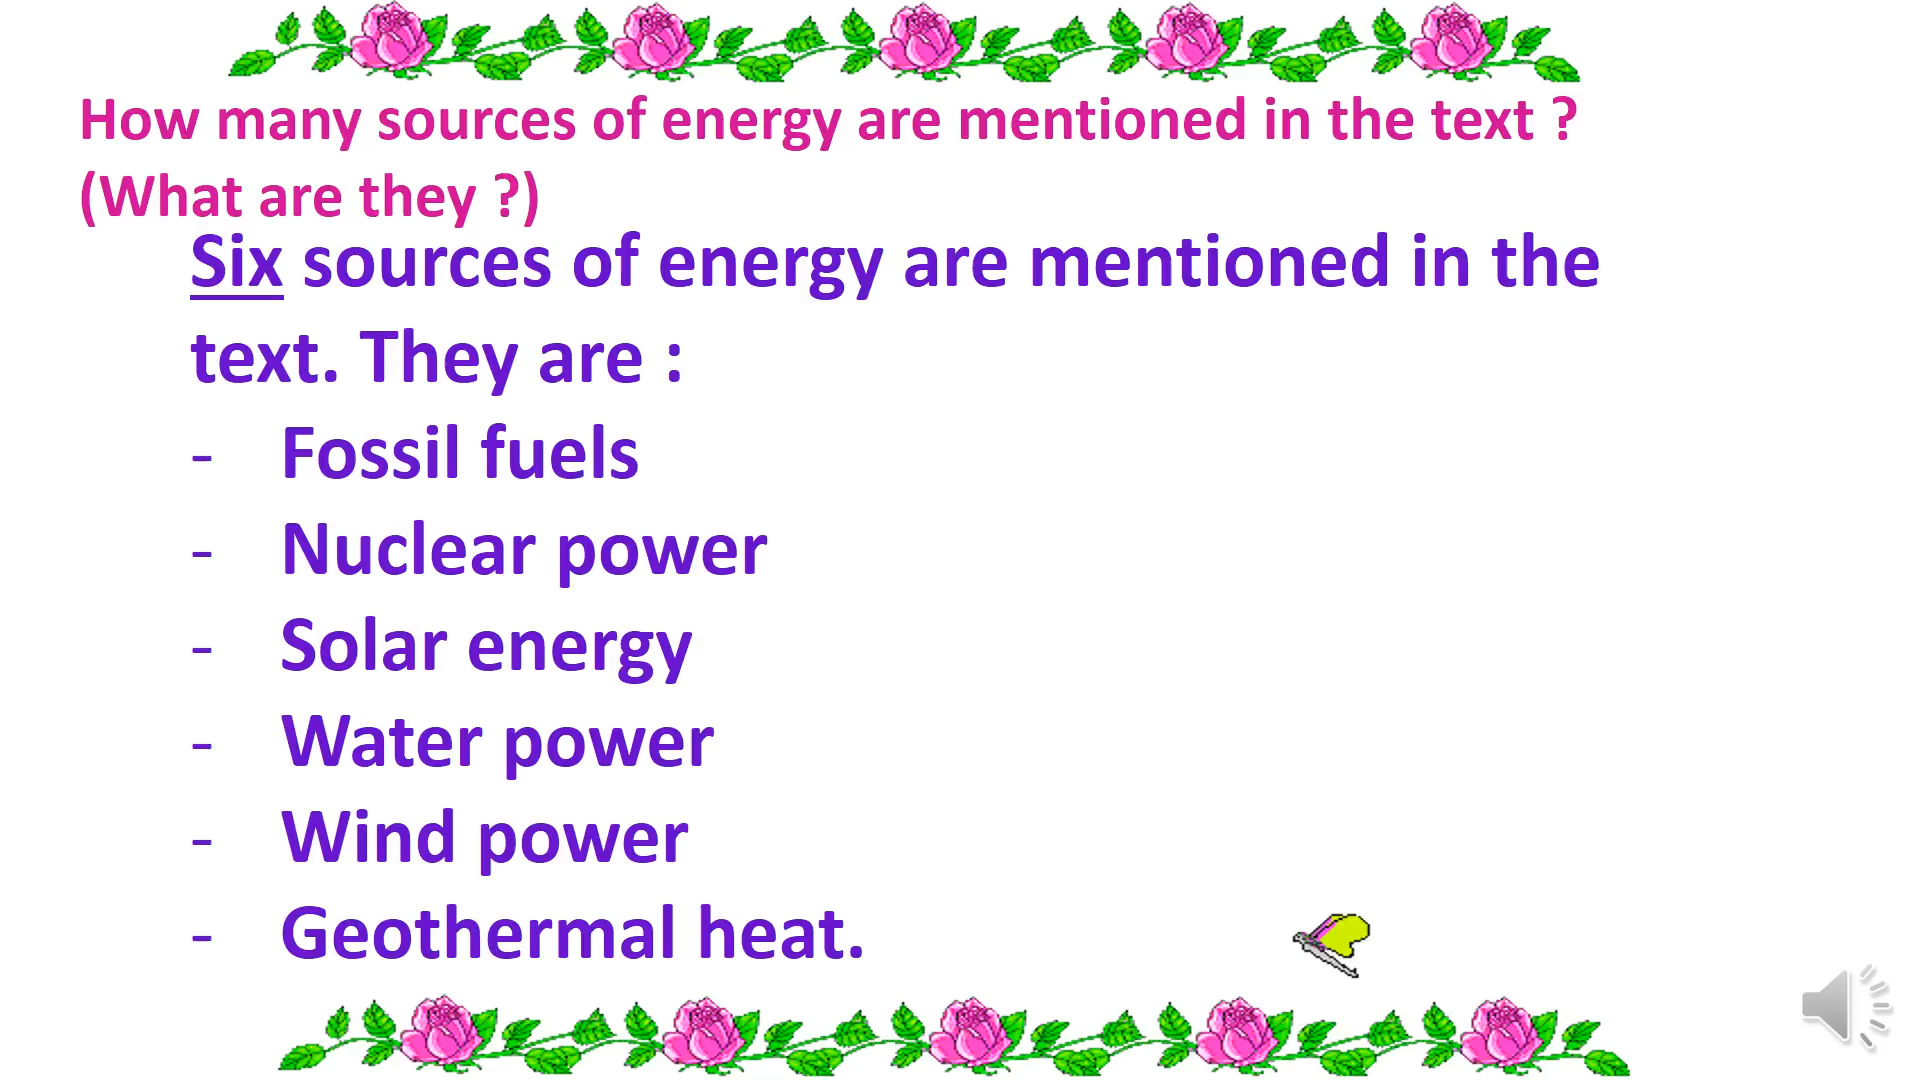 How many sources of energy are mentioned in the text ?
(What are they ?)
Six sources of energy are mentioned in the
text. They are :
- Fossil fuels
- Nuclear power
- Solar energy
- Water power
- Wind power
- Geothermal heat.